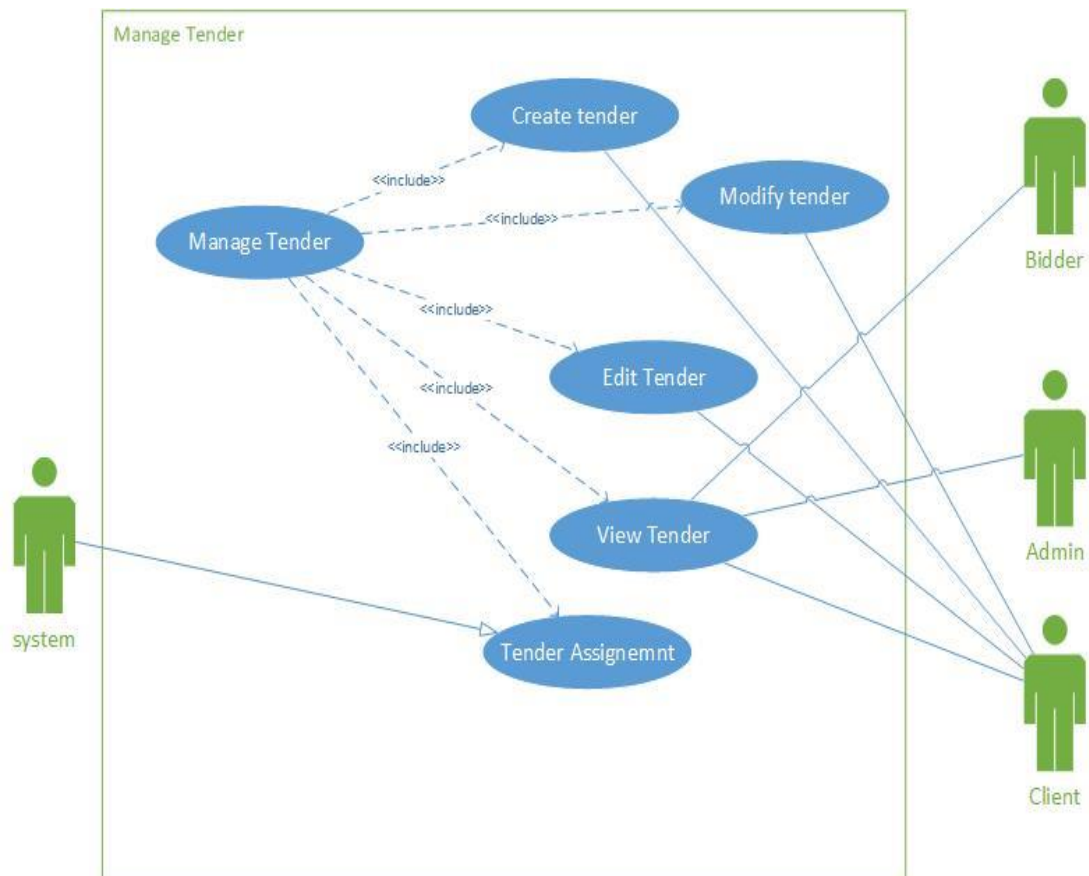 Manage Tender
Create tender
<<include>>
Modify tender
<<include>>
Manage Tender
Bidder
<<include>>
Edit Tender
<<include>>
<<include>>
View Tender
Admin
system
Tender Assignemnt
Client